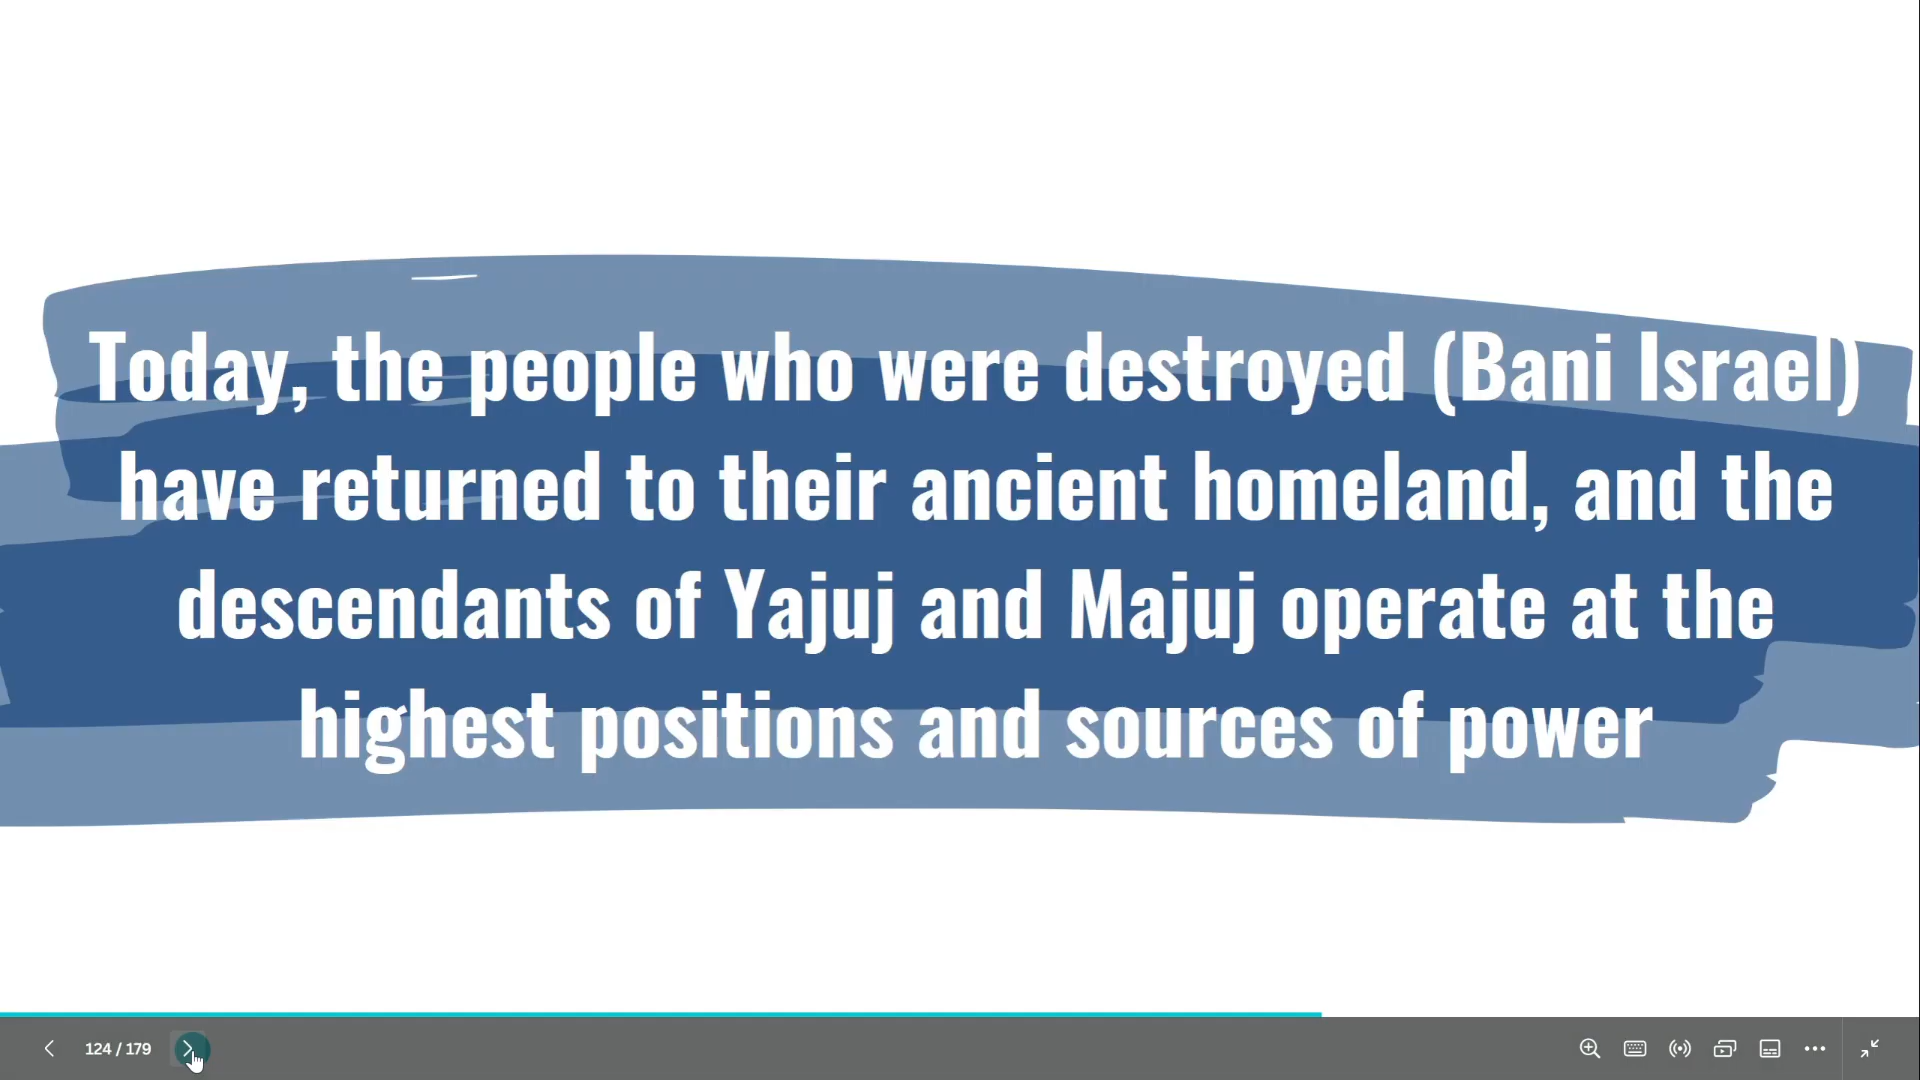 Today, the people who were destroyed (Bani Israel)
have returned to their ancient homeland, and the
descendants of Yajuj and Majuj operate at the
highest positions and sources of power
124 / 179